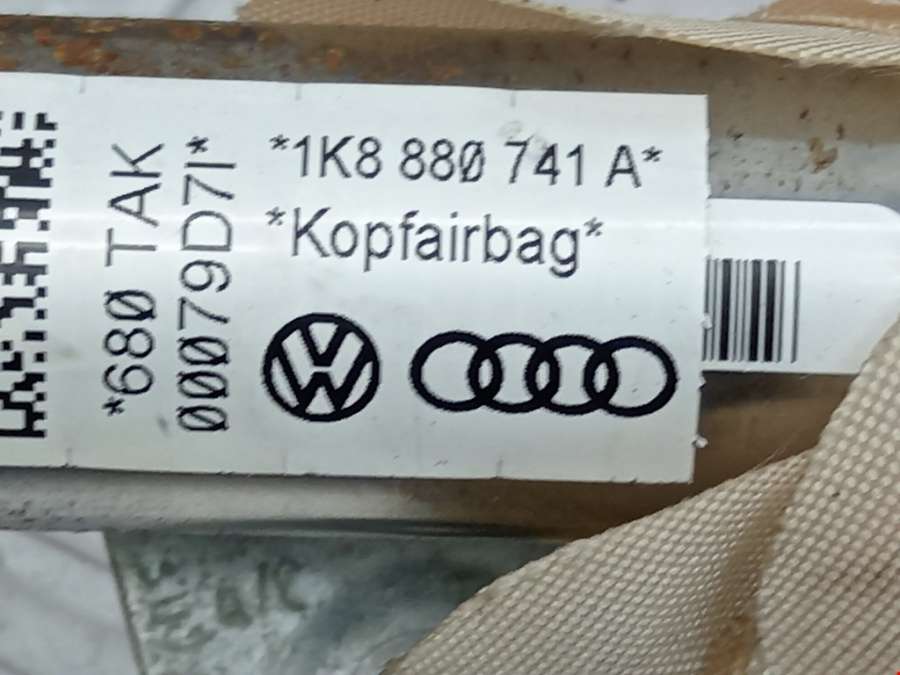 *1K8 880 741 A*
*Kopfairbag*
*680 TAK
00079D7I*